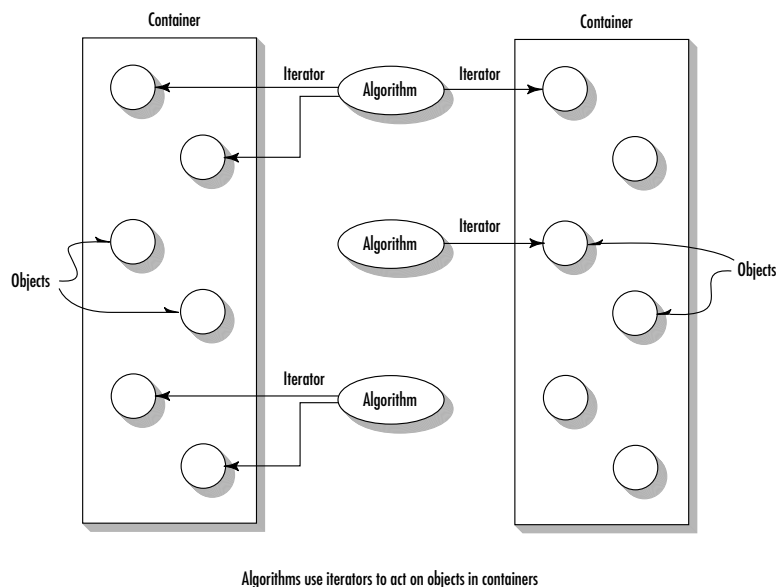 Container
Container
Iterator
Algorithm
Iterator
Iterator
Algorithm
Objects
Objects
Iterator
Algorithm
Algorithms use iterators to act on objects in containers